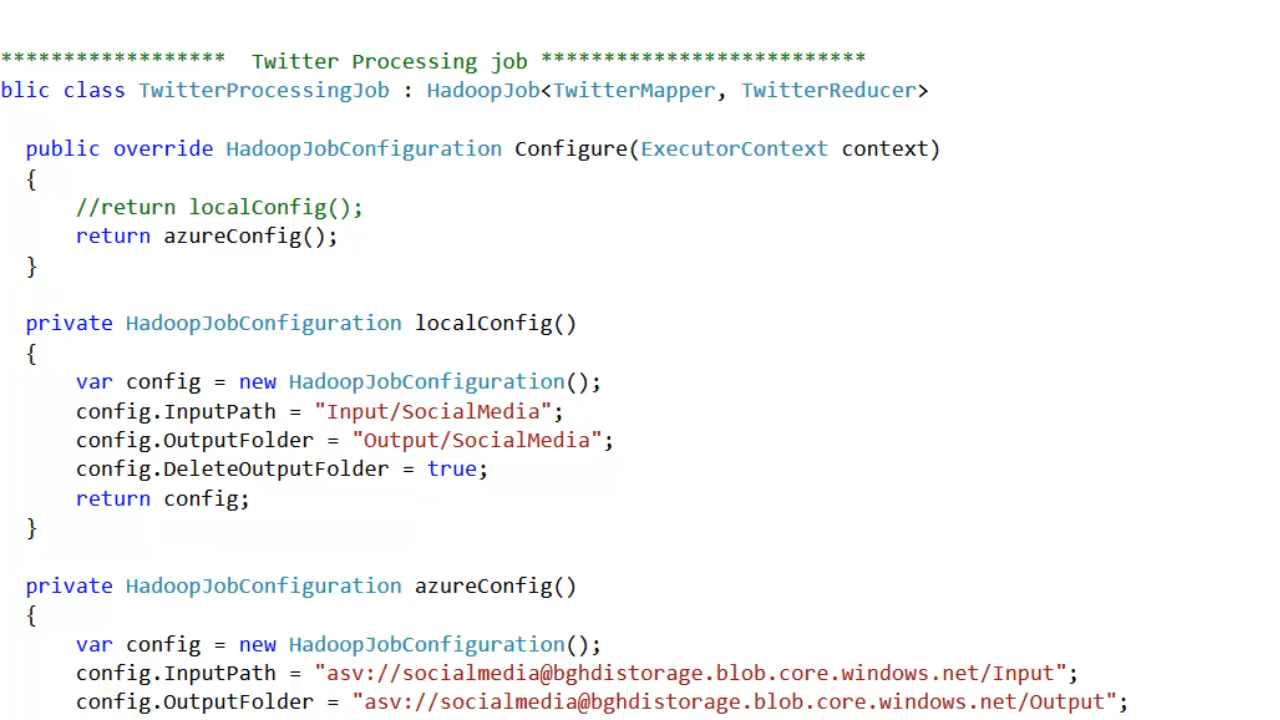 ****************** Twitter Processing job **************************
blic class TwitterProcessingJob : HadoopJob<TwitterMapper, TwitterReducer>
public override HadoopJobConfiguration Configure(ExecutorContext context)
{
//return localConfig();
return azureConfig();
}
private HadoopJobConfiguration localConfig()
{
var config = new HadoopJobConfiguration();
config.InputPath = "Input/SocialMedia";
config.OutputFolder = "Output/SocialMedia";
config.DeleteOutputFolder = true;
return config;
}
private HadoopJobConfiguration azureConfig()
{
var config = new HadoopJobConfiguration();
config.InputPath = "asv://socialmedia@bghdistorage.blob.core.windows.net/Input";
config.OutputFolder = "asv://socialmedia@bghdistorage.blob.core.windows.net/Output";